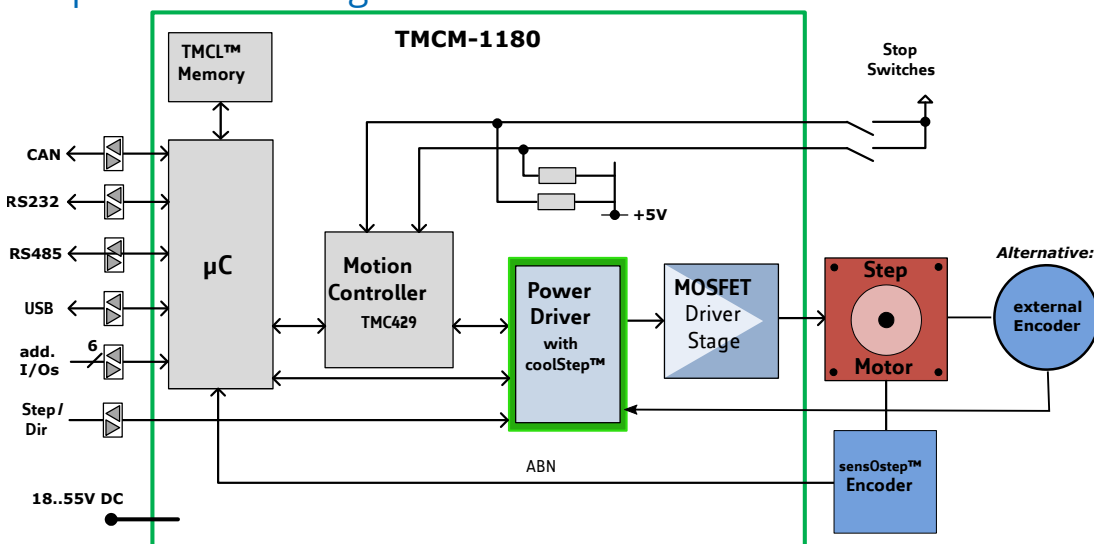 TMCM-1180
TMCL™
Memory
Stop
Switches
CAN
RS232
RS485
USB
6
add.
I/Os
Step/
Dir
18..55V DC
µC
+5V
Motion
Controller
TMC429
Power
Driver
with
coolStep™
MOSFET
Driver
Stage
Step
Motor
Alternative:
external
Encoder
ABN
sensOstep™
Encoder